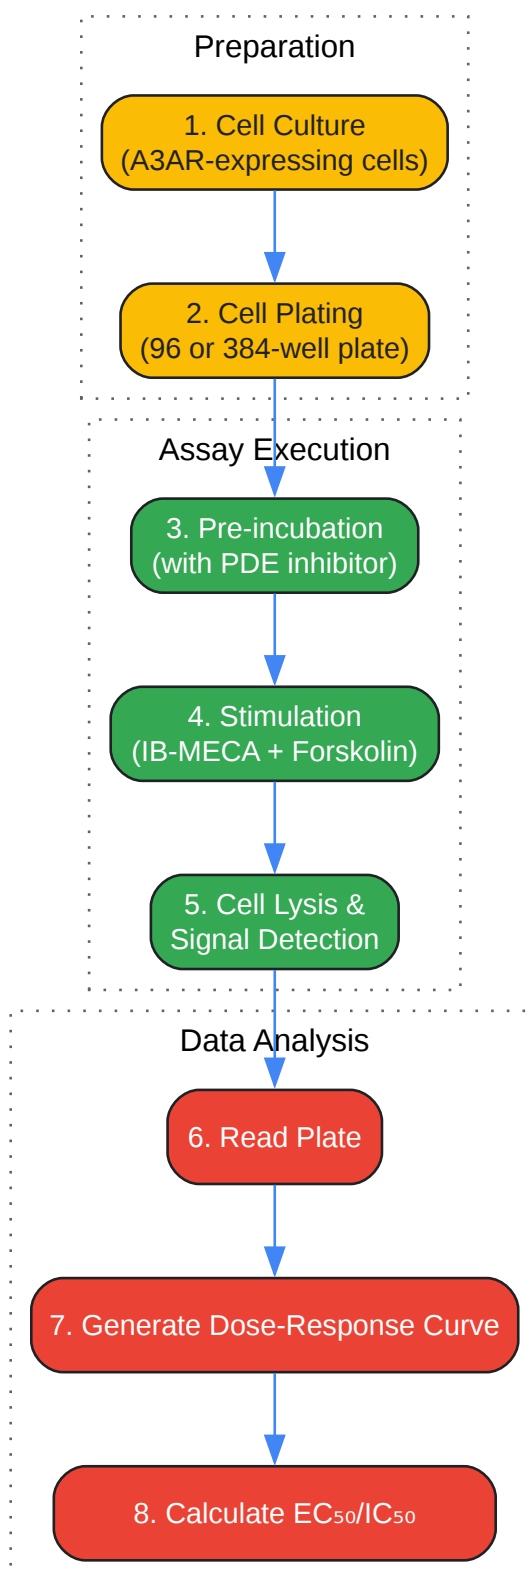 Preparation
1. Cell Culture
(A3AR-expressing cells)
2. Cell Plating
(96 or 384-well plate)
Assay Execution
3. Pre-incubation
(with PDE inhibitor)
4. Stimulation
(IB-MECA + Forskolin)
5. Cell Lysis &
Signal Detection
Data Analysis
6. Read Plate
7. Generate Dose-Response Curve
8. Calculate EC₅₀/IC₅₀